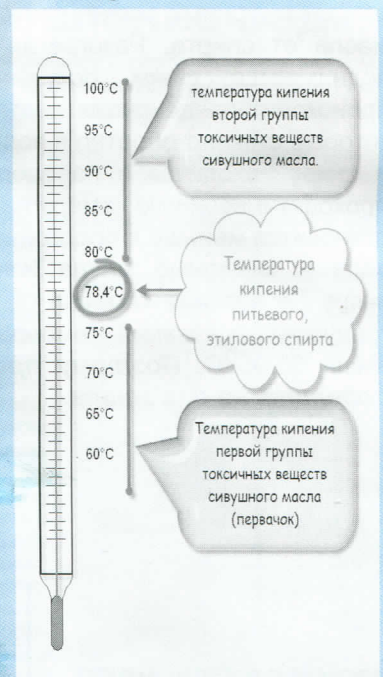 100°C
температура кипения
второй группы
токсичных веществ
сивушного масла.
95°C
90°C
85°C
80°C
78,4°C
Температура
кипения
питьевого,
этилового спирта
75°C
70°C
65°C
60°C
Температура кипения
первой группы
токсичных веществ
сивушного масла
(первачок)